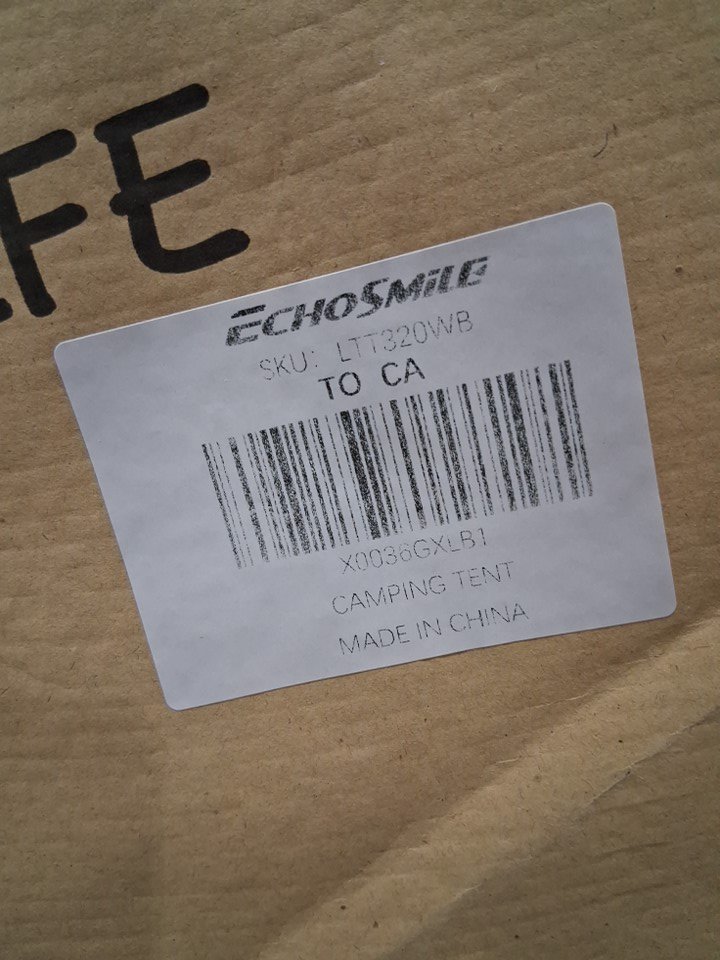 FE
ECHOSMILE
SKU: LTT320WB
TO CA
X0036GXLB1
CAMPING TENT
MADE IN CHINA